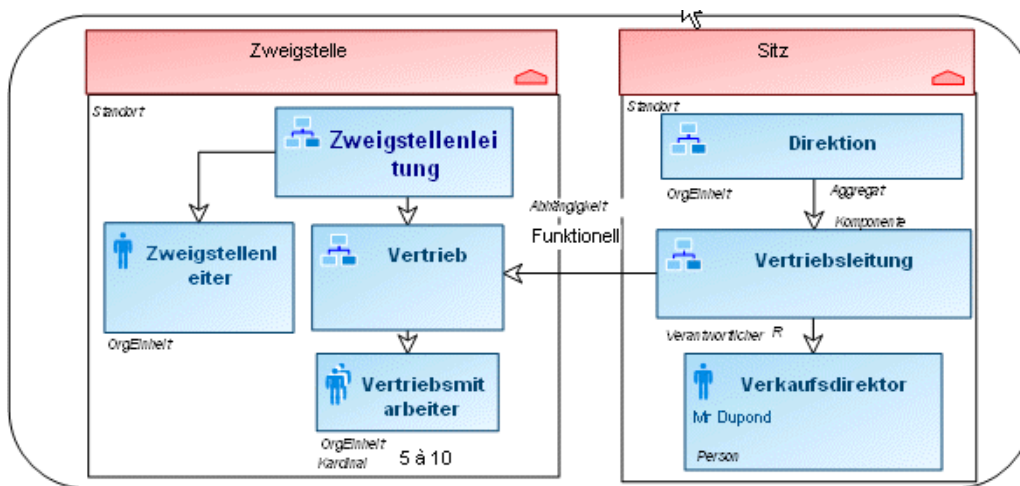 Zweigstelle
Standort
Zweigstellenlei
tung
Zweigstellenl
eiter
OrgEinheit
Vertrieb
Vertriebsmit
arbeiter
OrgEinheit
Kardinal 5 à 10
Abhängigkeit
Funktionell
Sitz
Standort
Direktion
OrgEinheit
Aggregat
Komponente
Vertriebsleitung
Verantwortlicher R
Verkaufsdirektor
Mr Dupond
Person